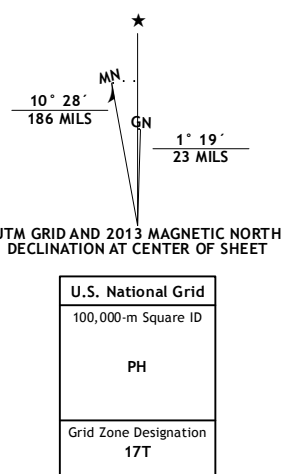 ★
MN
GN
10° 28´
186 MILS
1° 19´
23 MILS
UTM GRID AND 2013 MAGNETIC NORTH
DECLINATION AT CENTER OF SHEET
U.S. National Grid
100,000-m Square ID
PH
Grid Zone Designation
17T